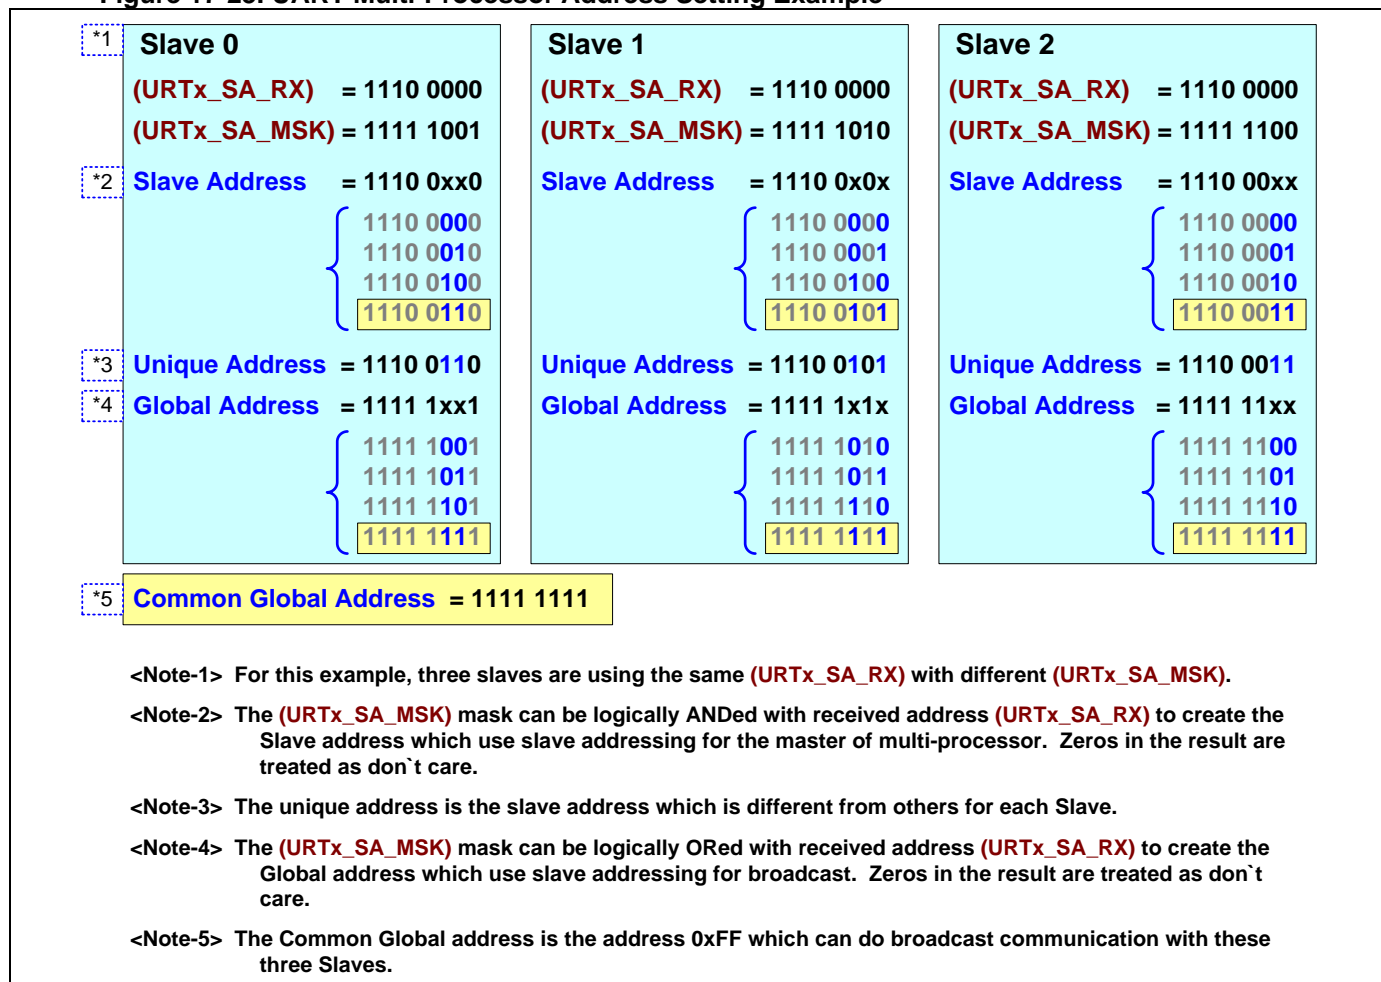 Figure 17-23. UART Multi-Processor Address Setting Example
*1
Slave 0
(URTx_SA_RX) = 1110 0000
(URTx_SA_MSK) = 1111 1001
*2
Slave Address = 1110 0xx0
1110 0000
1110 0010
1110 0100
1110 0110
*3
Unique Address = 1110 0110
*4
Global Address = 1111 1xx1
1111 1001
1111 1011
1111 1101
1111 1111
Slave 1
(URTx_SA_RX) = 1110 0000
(URTx_SA_MSK) = 1111 1010
Slave Address = 1110 0x0x
1110 0000
1110 0001
1110 0100
1110 0101
Unique Address = 1110 0101
Global Address = 1111 1x1x
1111 1010
1111 1011
1111 1110
1111 1111
Slave 2
(URTx_SA_RX) = 1110 0000
(URTx_SA_MSK) = 1111 1100
Slave Address = 1110 00xx
1110 0000
1110 0001
1110 0010
1110 0011
Unique Address = 1110 0011
Global Address = 1111 11xx
1111 1100
1111 1101
1111 1110
1111 1111
*5
Common Global Address = 1111 1111
<Note-1> For this example, three slaves are using the same (URTx_SA_RX) with different (URTx_SA_MSK).
<Note-2> The (URTx_SA_MSK) mask can be logically ANDed with received address (URTx_SA_RX) to create the
Slave address which use slave addressing for the master of multi-processor. Zeros in the result are
treated as don`t care.
<Note-3> The unique address is the slave address which is different from others for each Slave.
<Note-4> The (URTx_SA_MSK) mask can be logically ORed with received address (URTx_SA_RX) to create the
Global address which use slave addressing for broadcast. Zeros in the result are treated as don`t
care.
<Note-5> The Common Global address is the address 0xFF which can do broadcast communication with these
three Slaves.